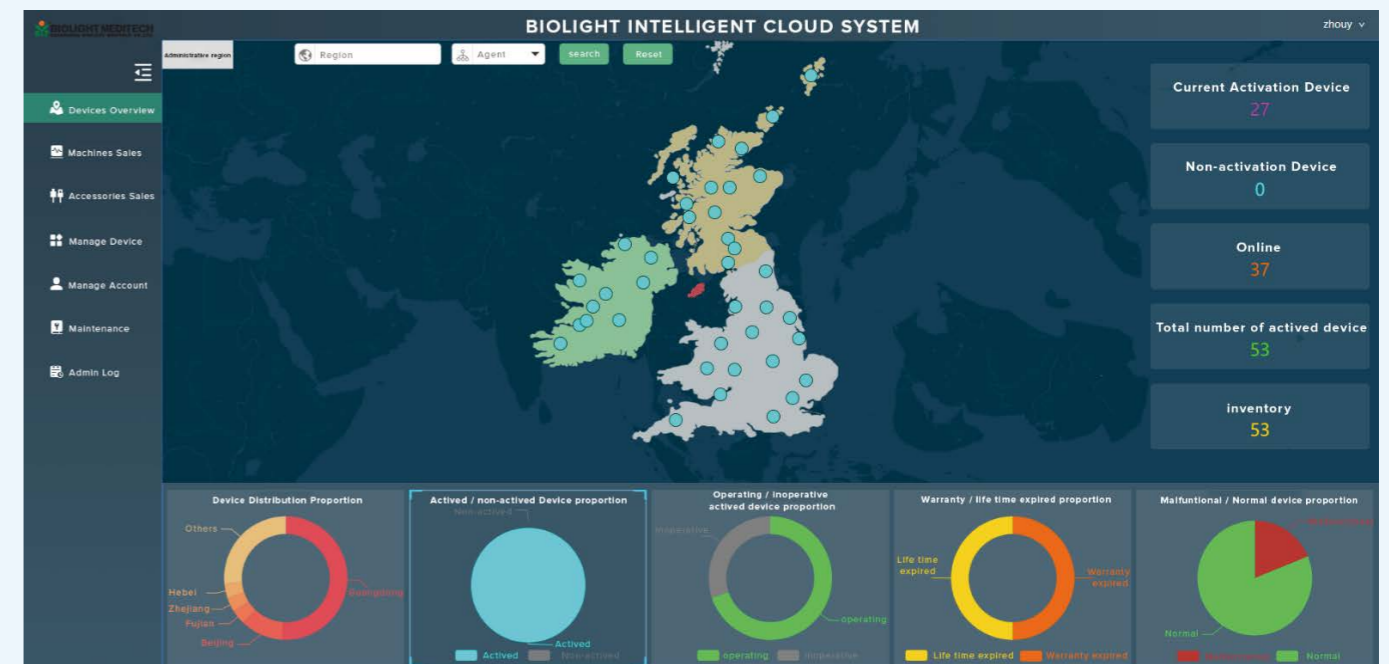 BIOLIGHT MEDITECH
BIOLIGHT INTELLIGENT CLOUD SYSTEM
zhouy
Administrative region
Region
Agent
search
Reset
Devices Overview
Machines Sales
Accessories Sales
Manage Device
Manage Account
Maintenance
Admin Log
Current Activation Device
27
Non-activation Device
0
Online
37
Total number of actived device
53
inventory
53
Device Distribution Proportion
Others
Hebei
Zhejiang
Fujian
Beijing
Guangdong
Actived / non-actived Device proportion
Non-actived
Actived
Actived
Non-actived
Operating / inoperative
actived device proportion
inoperative
operating
operating
inoperative
Warranty / life time expired proportion
Life time
expired
Warranty
expired
Life time expired
Warranty expired
Malfuntional / Normal device proportion
Normal
Normal